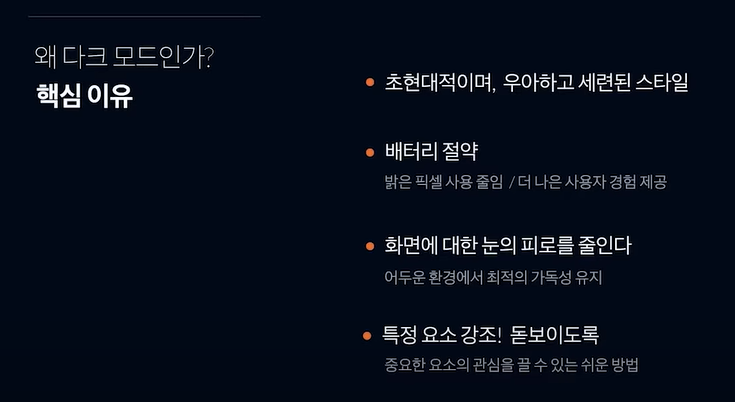 왜 다크 모드인가?
핵심 이유
초현대적이며, 우아하고 세련된 스타일
배터리 절약
밝은 픽셀 사용 줄임 / 더 나은 사용자 경험 제공
화면에 대한 눈의 피로를 줄인다
어두운 환경에서 최적의 가독성 유지
특정 요소 강조! 돋보이도록
중요한 요소의 관심을 끌 수 있는 쉬운 방법